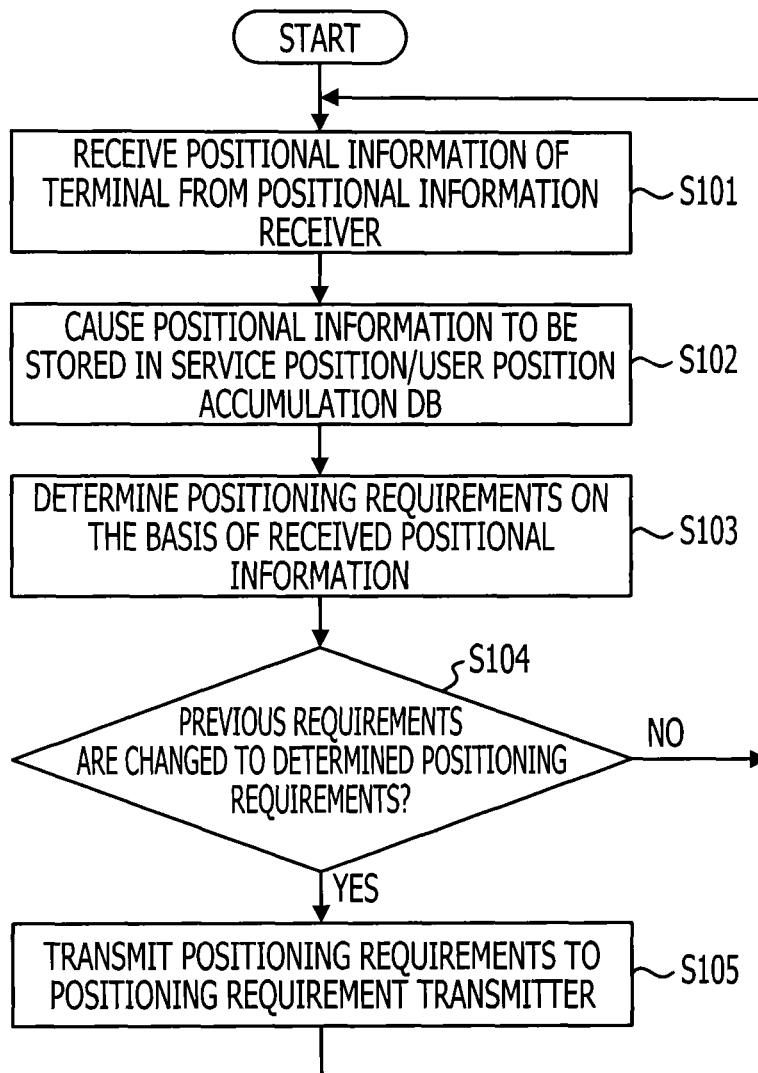 START
RECEIVE POSITIONAL INFORMATION OF
TERMINAL FROM POSITIONAL INFORMATION
RECEIVER
S101
CAUSE POSITIONAL INFORMATION TO BE
STORED IN SERVICE POSITION/USER POSITION
ACCUMULATION DB
S102
DETERMINE POSITIONING REQUIREMENTS ON
THE BASIS OF RECEIVED POSITIONAL
INFORMATION
S103
S104
PREVIOUS REQUIREMENTS
ARE CHANGED TO DETERMINED POSITIONING
REQUIREMENTS?
NO
YES
TRANSMIT POSITIONING REQUIREMENTS TO
POSITIONING REQUIREMENT TRANSMITTER
S105